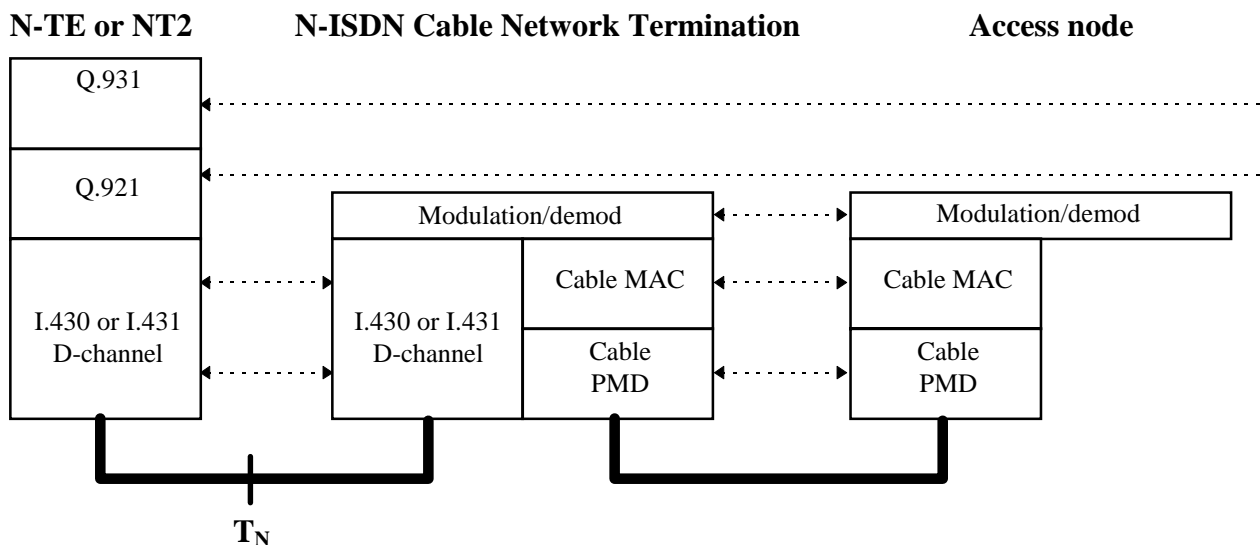 N-TE or NT2
N-ISDN Cable Network Termination
Access node
Q.931
Q.921
Modulation/demod
Modulation/demod
I.430 or I.431
D-channel
I.430 or I.431
D-channel
Cable MAC
Cable
PMD
Cable MAC
Cable
PMD
TN